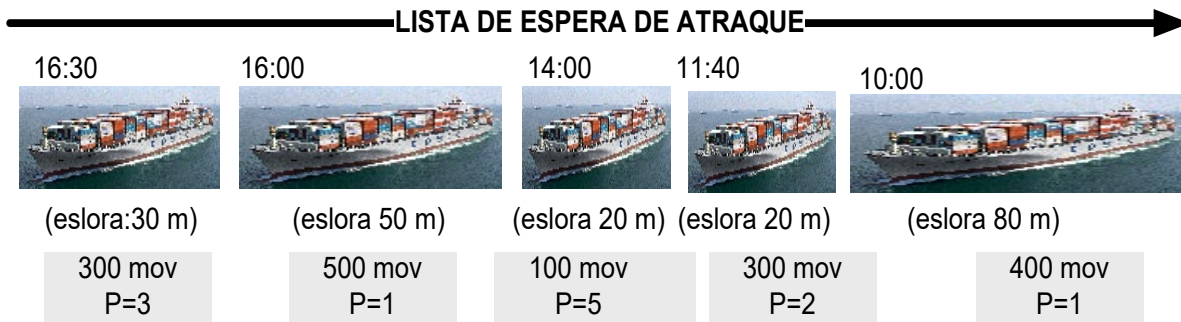 LISTA DE ESPERA DE ATRAQUE
16:30 16:00 14:00 11:40 10:00
(eslora:30 m) (eslora 50 m) (eslora 20 m) (eslora 20 m) (eslora 80 m)
300 mov 500 mov 100 mov 300 mov 400 mov
P=3 P=1 P=5 P=2 P=1